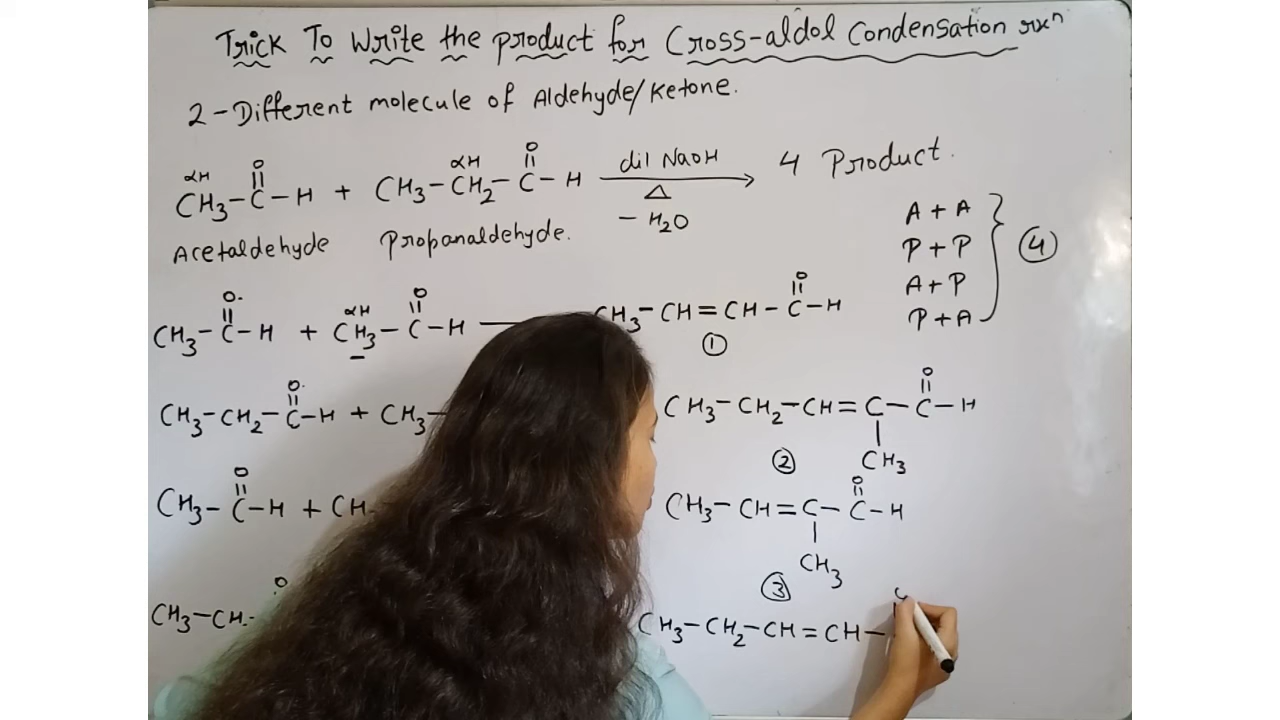 Trick To Write the product for Cross-aldol Condensation rxⁿ
2-Different molecule of Aldehyde/Ketone.
αH O αH O dil NaOH 4 Product.
CH₃-C-H + CH₃-CH₂-C-H Δ
-H₂O
Acetaldehyde Propanaldehyde.
A+A
P+P
A+P
P+A
4
O αH O O
CH₃-C-H + CH₃-C-H CH₃-CH=CH-C-H
1
O O
CH₃-CH₂-C-H + CH₃- CH₃-CH₂-CH=C-C-H
2 CH₃
O O
CH₃-C-H + CH CH₃-CH=C-C-H
CH₃
3
O
CH₃-CH CH₃-CH₂-CH=CH-